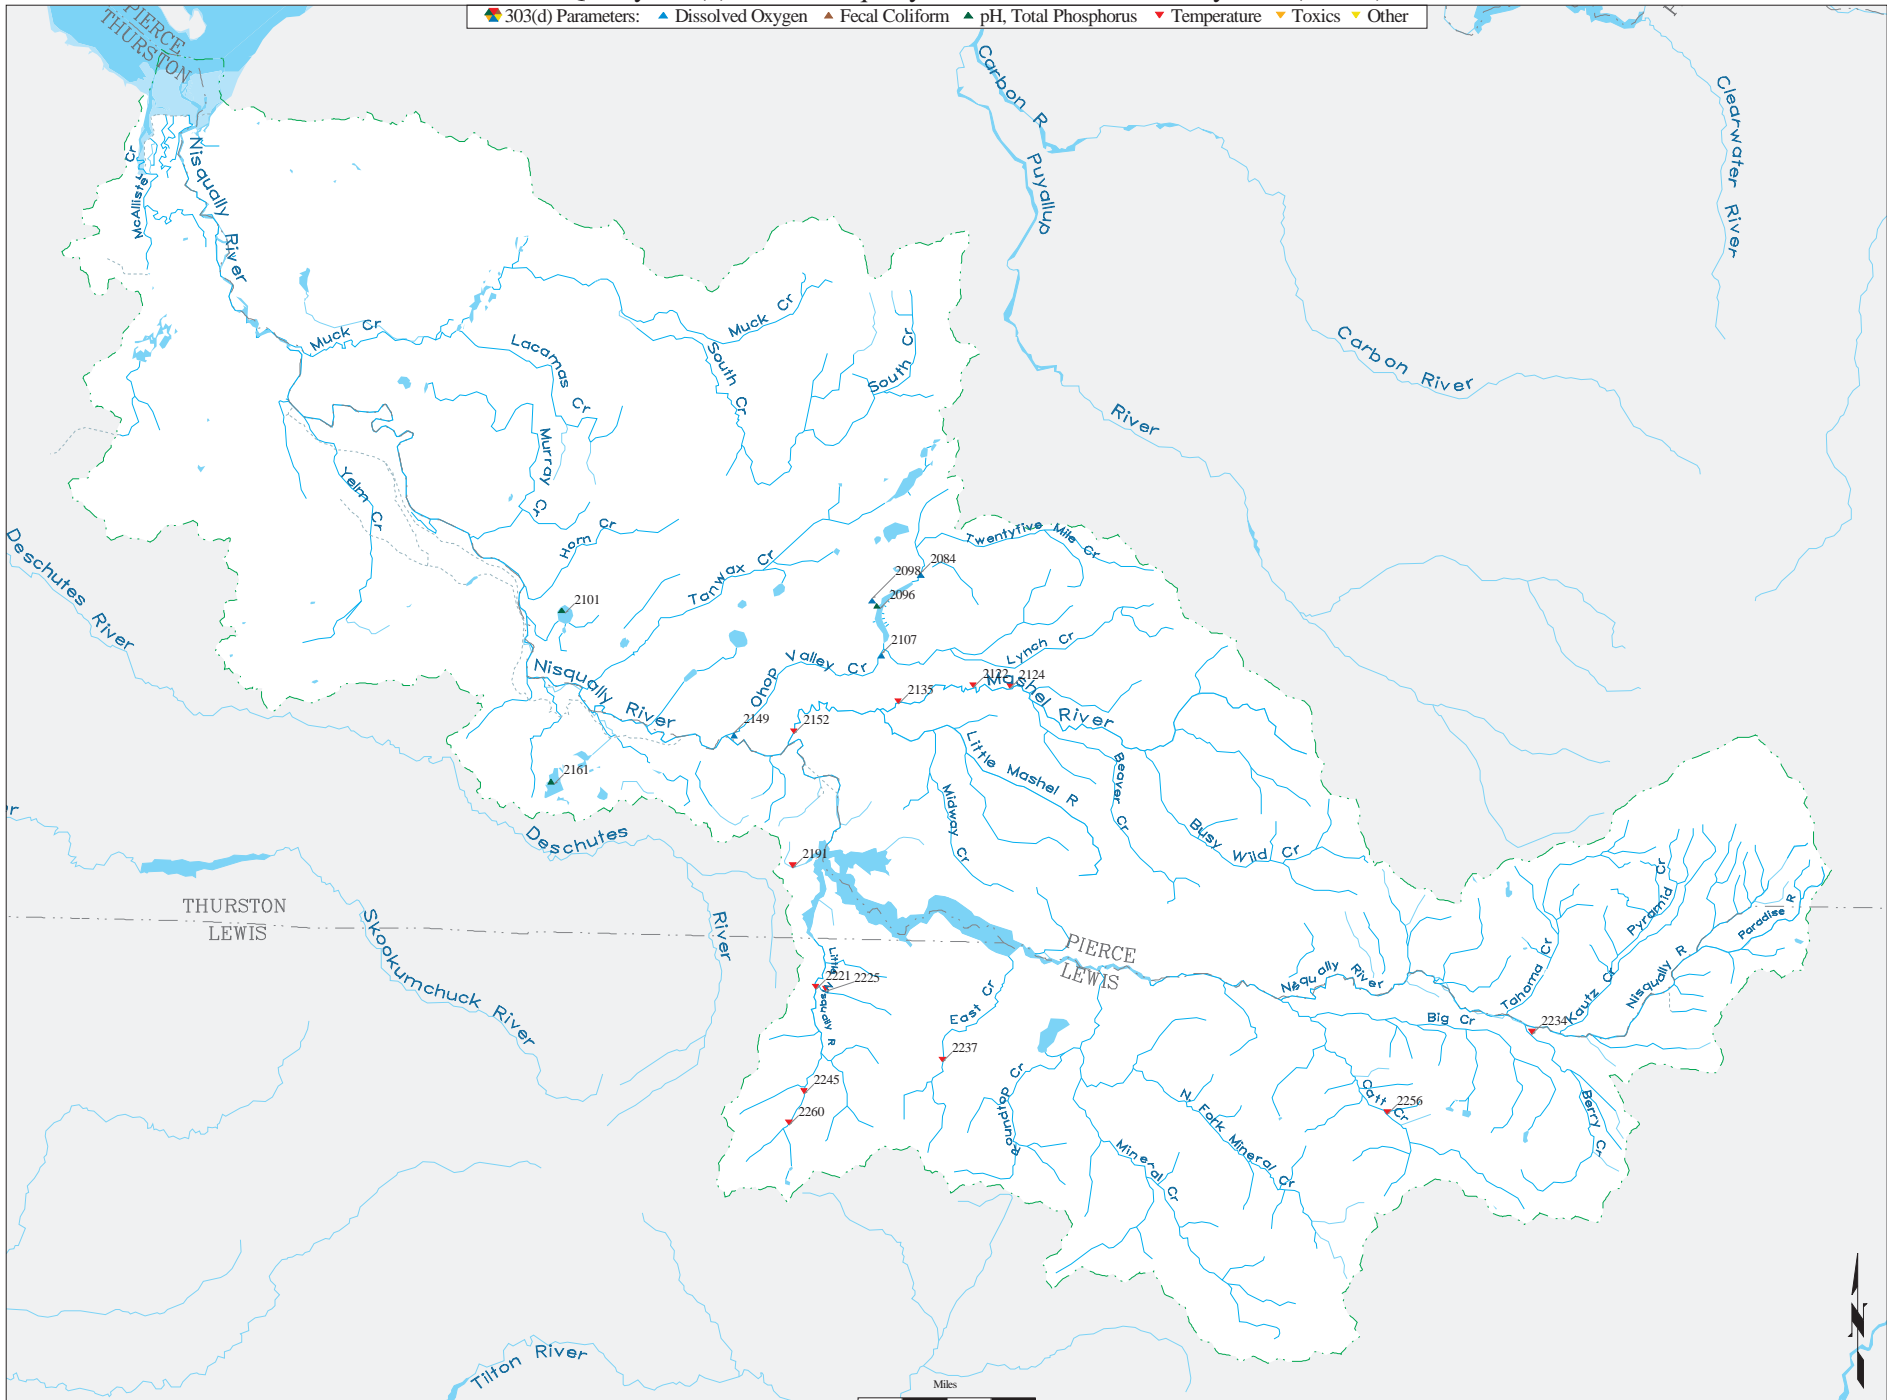 303(d) Parameters: Dissolved Oxygen Fecal Coliform pH, Total Phosphorus Temperature Toxics Other
PIERCE
THURSTON
Carbon R
Puyallup
River
Clearwater River
Carbon River
McAllister Cr
Nisqually River
Muck Cr
Lacamas Cr
Muck Cr
South Cr
South Cr
Murray Cr
Yelm Cr
Horn Cr
Tanwax Cr
Twentyfive Mile Cr
Deschutes River
2084
2098
2096
2101
2107
Ohop Valley Cr
Lynch Cr
Nisqually River
2122
2124
Mashel River
2135
2149
2152
2161
Little Mashel R
Midway Cr
Beaver Cr
Busy Wild Cr
Deschutes
River
2191
THURSTON
LEWIS
Skookumchuck River
PIERCE
LEWIS
Little Nisqually R
2221
2225
East Cr
2237
2245
2260
Roundtop Cr
Mineral Cr
N. Fork Mineral Cr
Nisqually River
Big Cr
Catt Cr
2256
Berry Cr
2234
Tahoma Cr
Kautz Cr
Pyramid Cr
Nisqually R
Paradise R
Tilton River
Miles
N